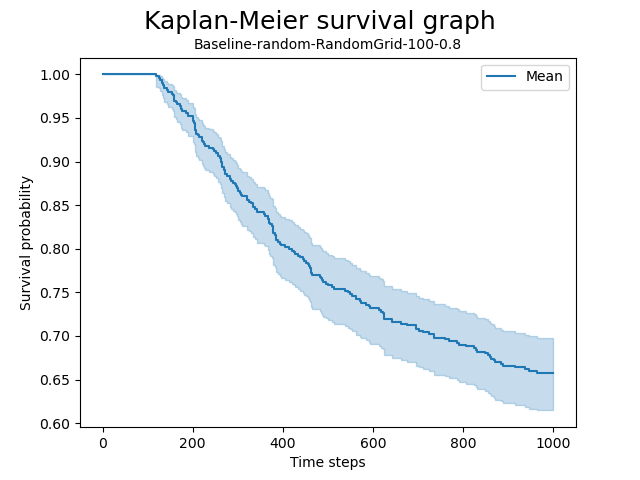 Kaplan-Meier survival graph
Baseline-random-RandomGrid-100-0.8
Mean
1.00
0.95
0.90
0.85
0.80
0.75
0.70
0.65
0.60
Survival probability
0 200 400 600 800 1000
Time steps